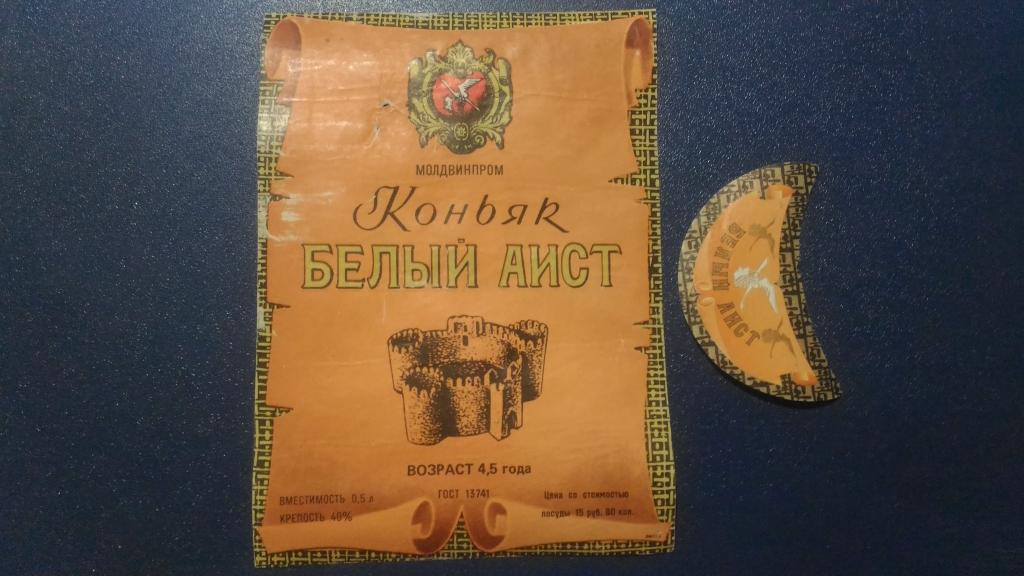 МОЛДВИНПРОМ
Коньяк
БЕЛЫЙ АИСТ
ВОЗРАСТ 4,5 года
ВМЕСТИМОСТЬ 0,5 л
КРЕПОСТЬ 40%
ГОСТ 13741
Цена со стоимостью
посуды 15 руб. 80 коп.
БЕЛЫЙ АИСТ